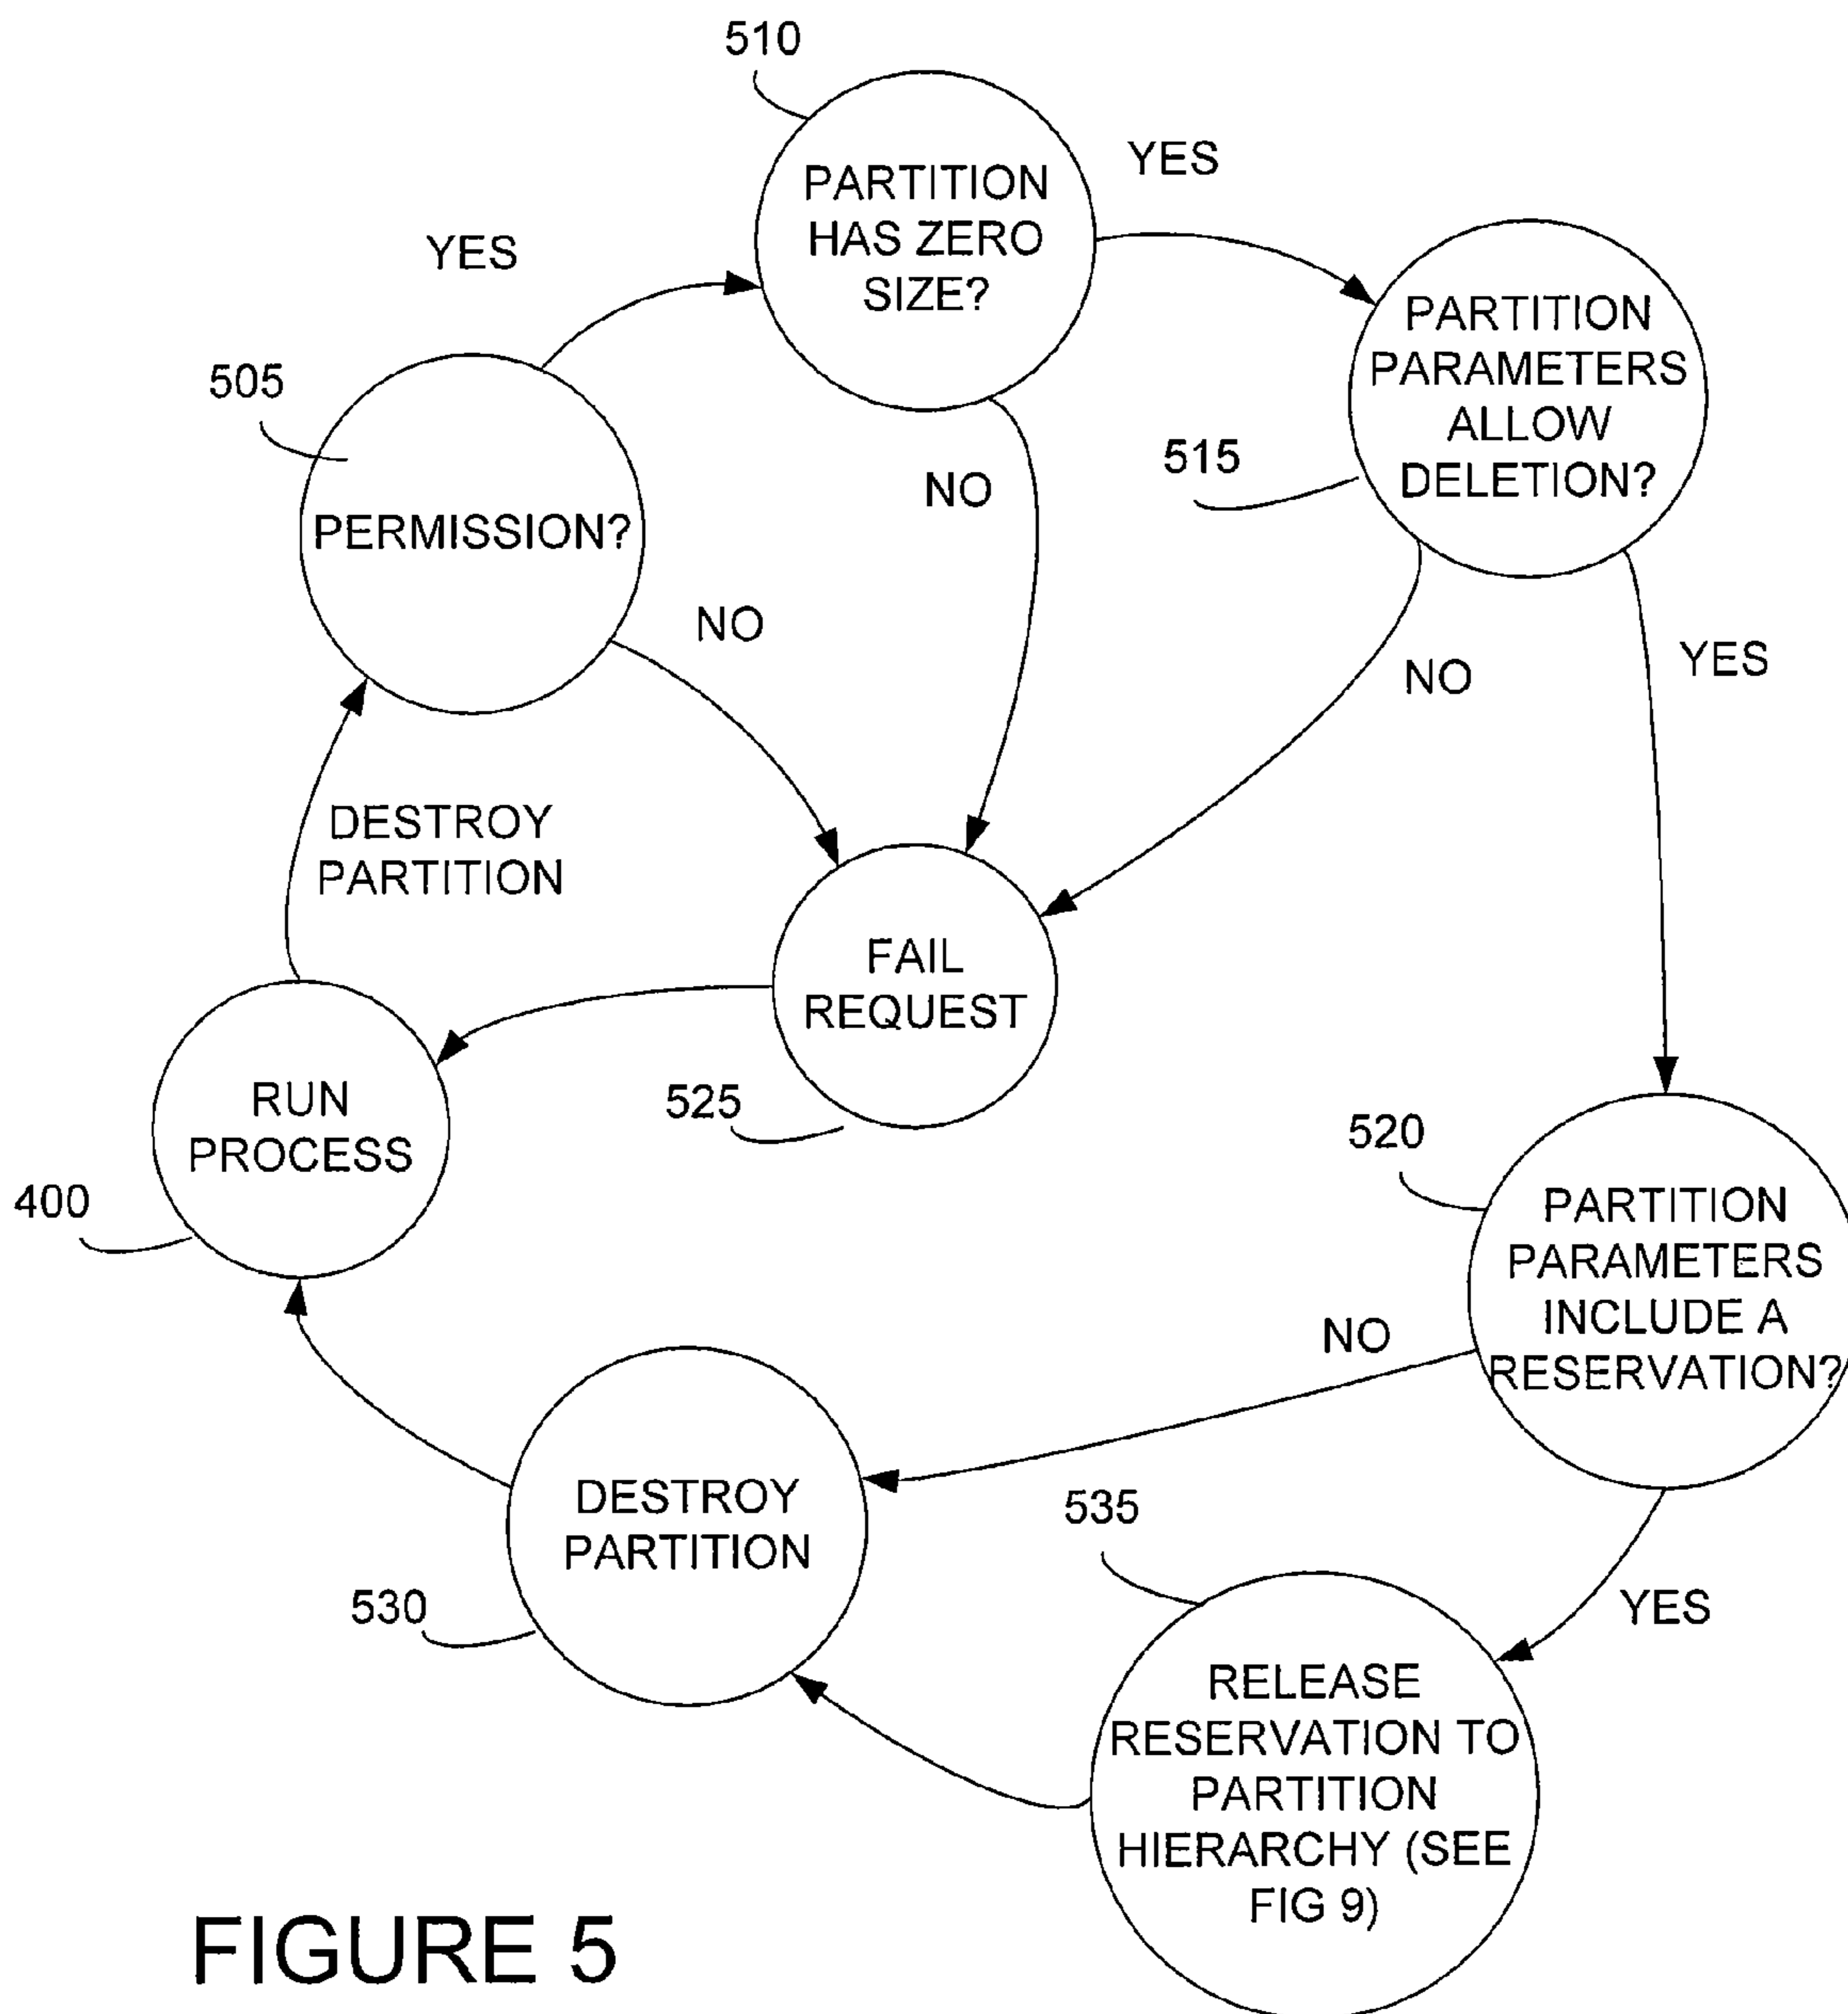 510
PARTITION
HAS ZERO
SIZE?
YES
YES
PARTITION
PARAMETERS
ALLOW
DELETION?
505
515
NO
PERMISSION?
NO
NO
YES
DESTROY
PARTITION
FAIL
REQUEST
525
RUN
PROCESS
400
520
PARTITION
PARAMETERS
INCLUDE A
RESERVATION?
NO
DESTROY
PARTITION
530
535
YES
RELEASE
RESERVATION TO
PARTITION
HIERARCHY (SEE
FIG 9)
FIGURE 5